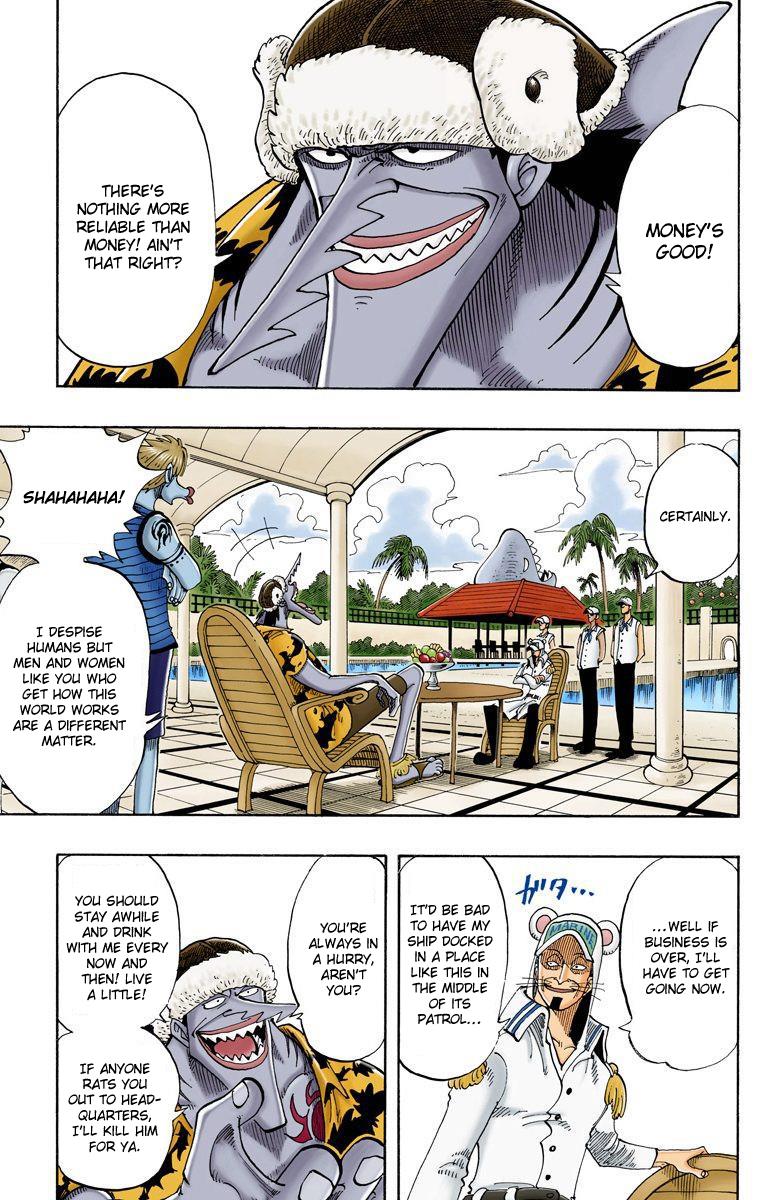 MONEY'S
GOOD!
THERE'S
NOTHING MORE
RELIABLE THAN
MONEY! AIN'T
THAT RIGHT?
CERTAINLY.
SHAHAHAHA!
I DESPISE
HUMANS BUT
MEN AND WOMEN
LIKE YOU WHO
GET HOW THIS
WORLD WORKS
ARE A DIFFERENT
MATTER.
...WELL IF
BUSINESS IS
OVER, I'LL
HAVE TO GET
GOING NOW.
ガタ...
MARINE
IT'D BE BAD
TO HAVE MY
SHIP DOCKED
IN A PLACE
LIKE THIS IN
THE MIDDLE
OF ITS
PATROL...
YOU'RE
ALWAYS IN
A HURRY,
AREN'T
YOU?
YOU SHOULD
STAY AWHILE
AND DRINK
WITH ME EVERY
NOW AND
THEN! LIVE
A LITTLE!
IF ANYONE
RATS YOU
OUT TO HEAD-
QUARTERS,
I'LL KILL HIM
FOR YA.